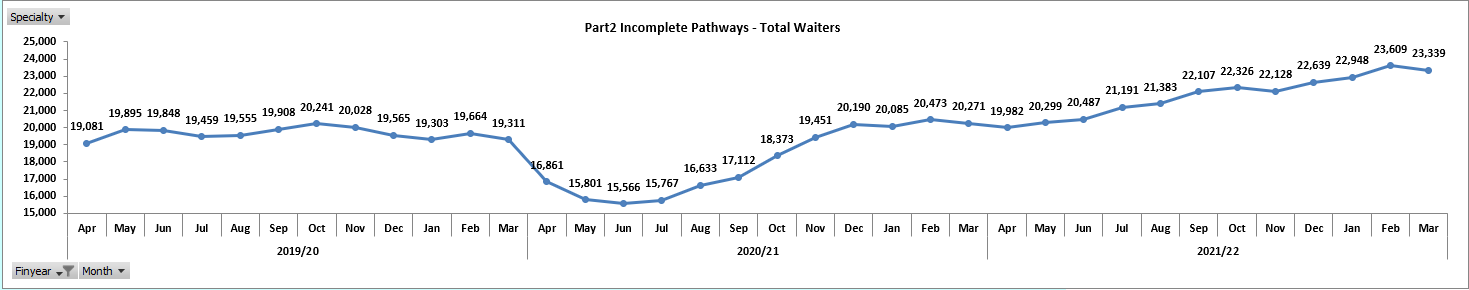 Specialty
Part2 Incomplete Pathways - Total Waiters
25,000
24,000
23,000
22,000
21,000
20,000
19,000
18,000
17,000
16,000
15,000
19,081 19,895 19,848 19,459 19,555 19,908 20,241 20,028 19,565 19,303 19,664 19,311 16,861 15,801 15,566 15,767 16,633 17,112 18,373 19,451 20,190 20,085 20,473 20,271 19,982 20,299 20,487 21,191 21,383 22,107 22,326 22,128 22,639 22,948 23,609 23,339
Apr May Jun Jul Aug Sep Oct Nov Dec Jan Feb Mar Apr May Jun Jul Aug Sep Oct Nov Dec Jan Feb Mar Apr May Jun Jul Aug Sep Oct Nov Dec Jan Feb Mar
2019/20 2020/21 2021/22
Finyear Month